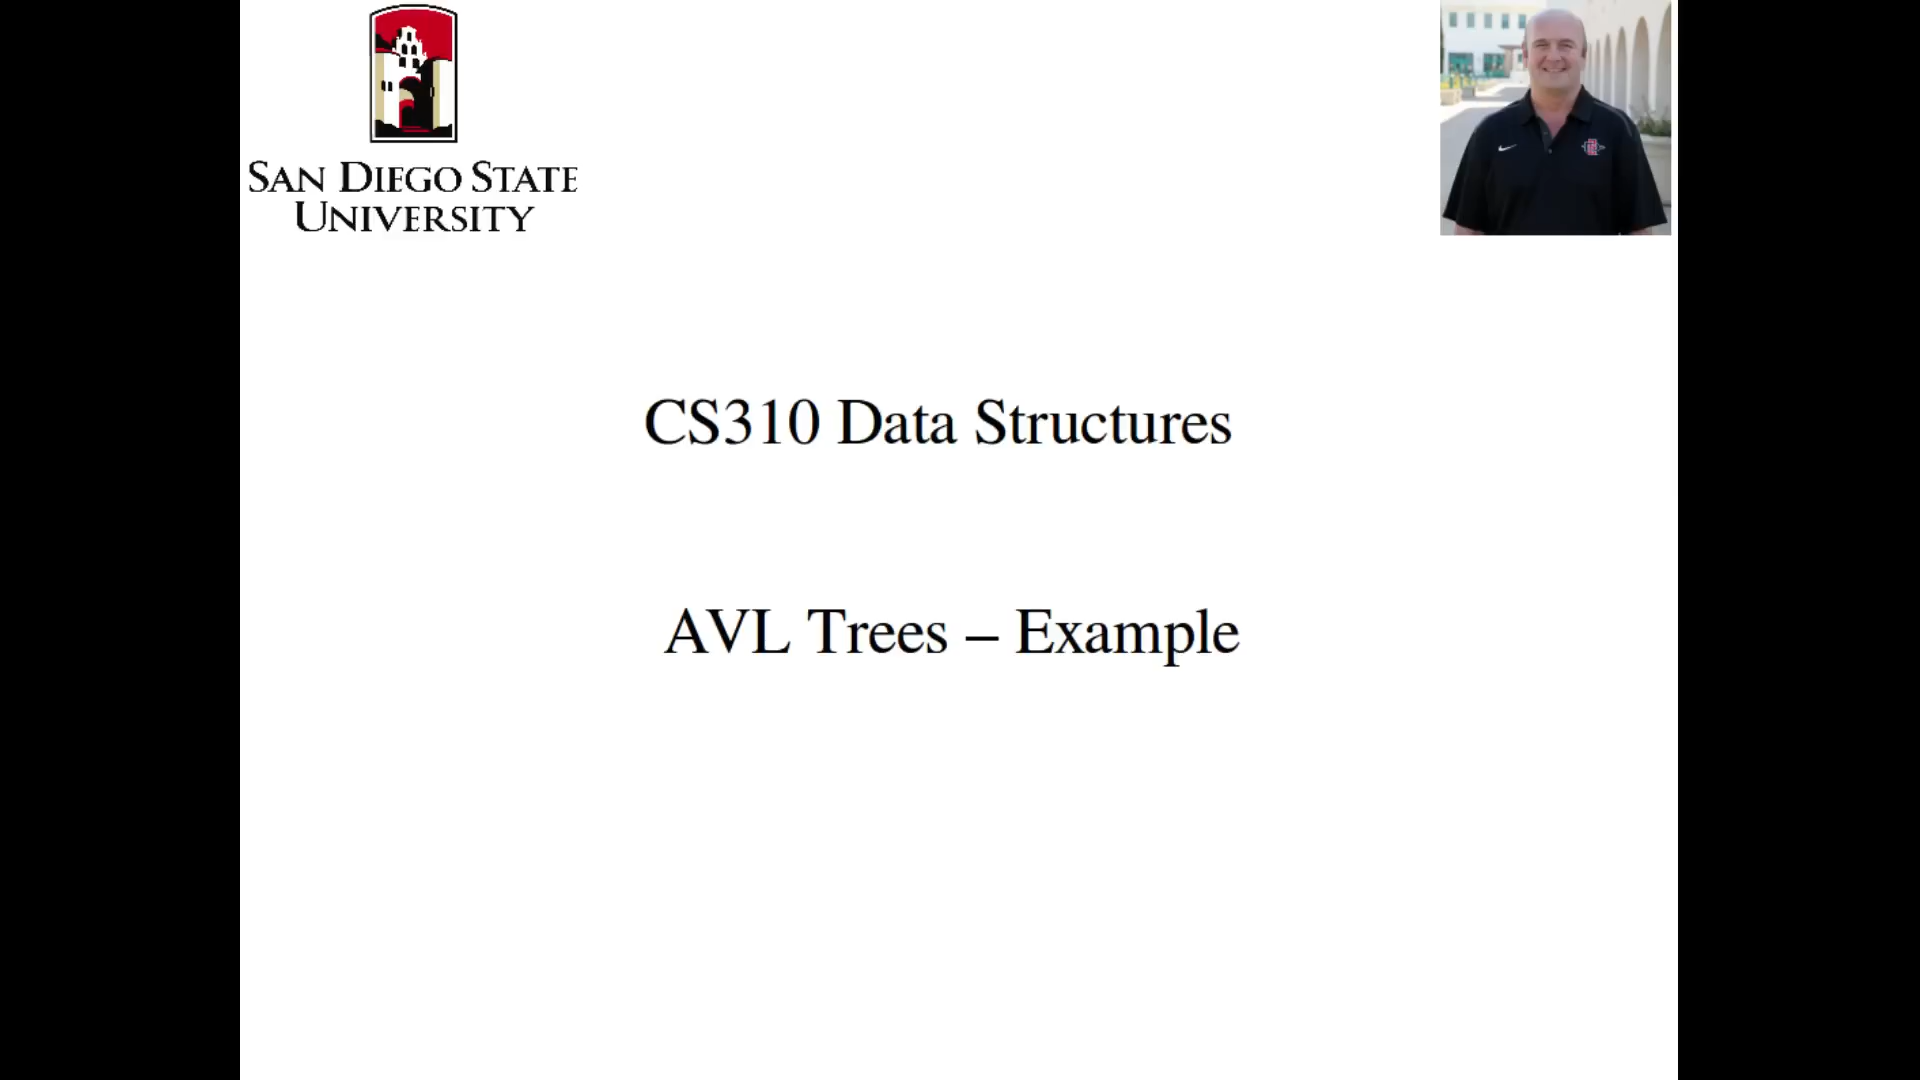 SAN DIEGO STATE
UNIVERSITY
CS310 Data Structures
AVL Trees – Example